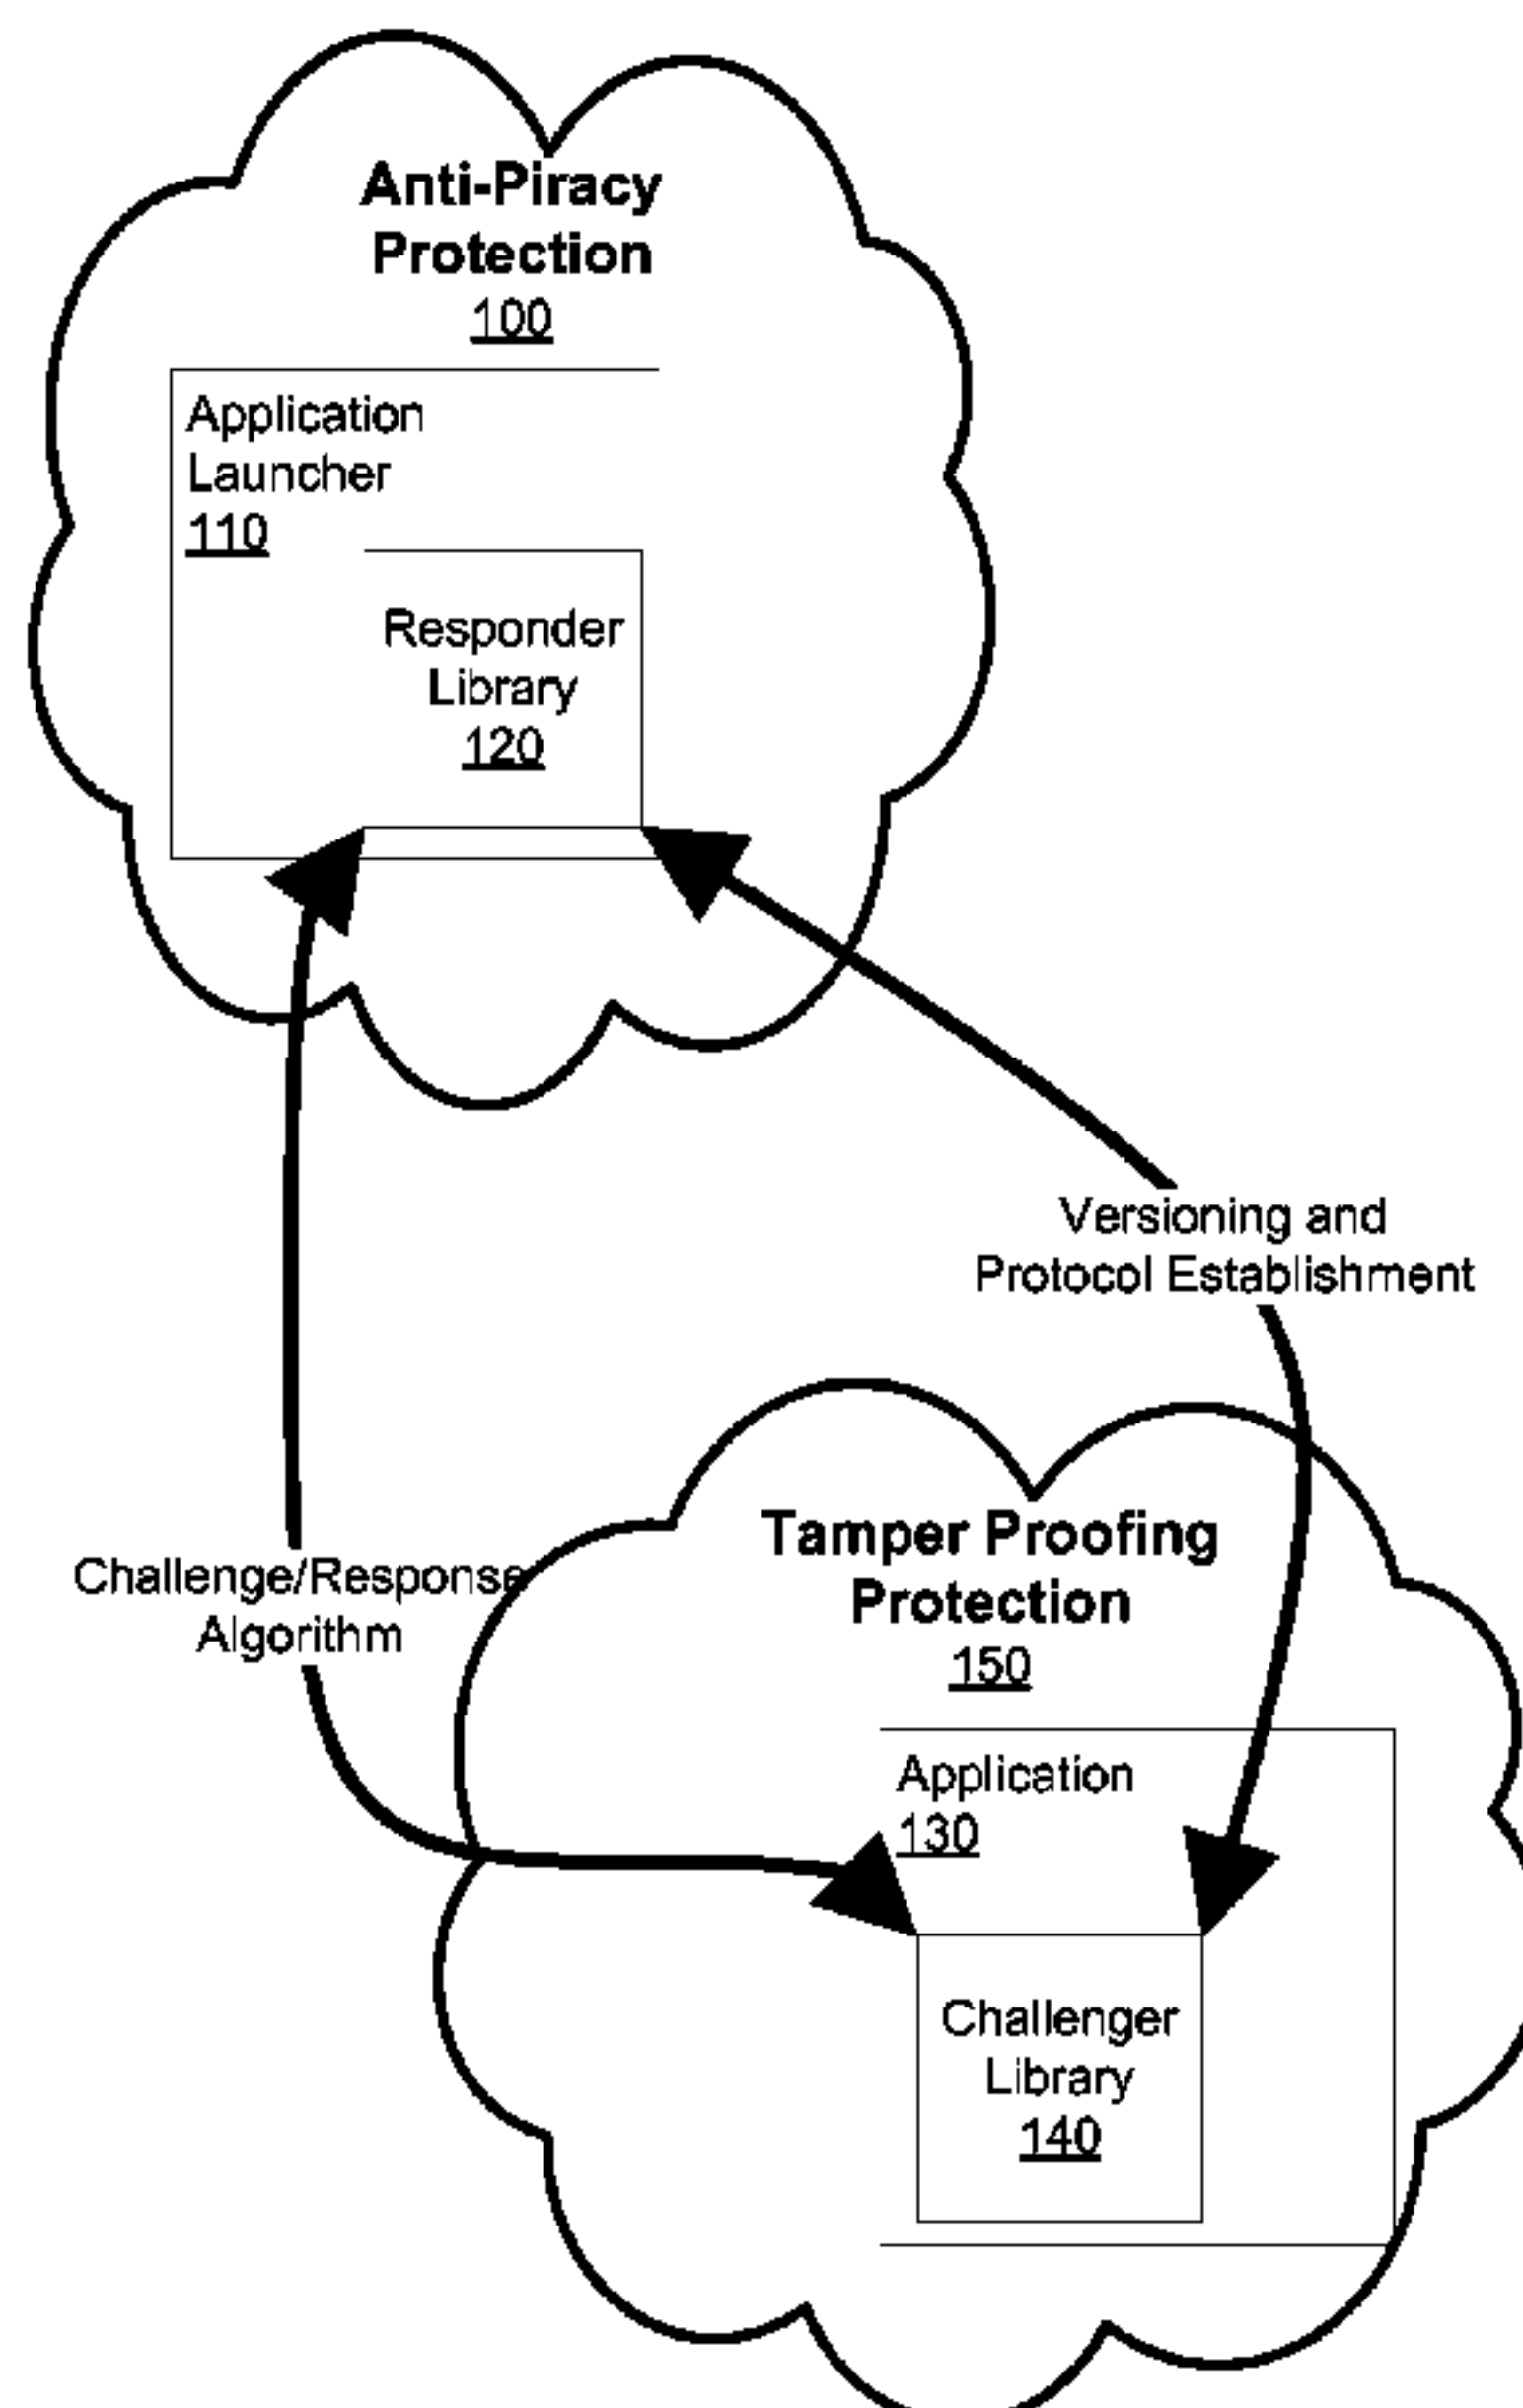 Anti-Piracy
Protection
100
Application
Launcher
110
Responder
Library
120
Versioning and
Protocol Establishment
Challenge/Response
Algorithm
Tamper Proofing
Protection
150
Application
130
Challenger
Library
140